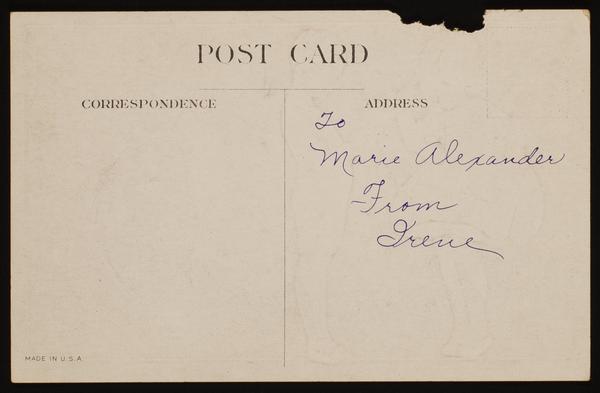 POST CARD
CORRESPONDENCE
ADDRESS
To
Marie Alexander
From
Irene
MADE IN U.S.A.